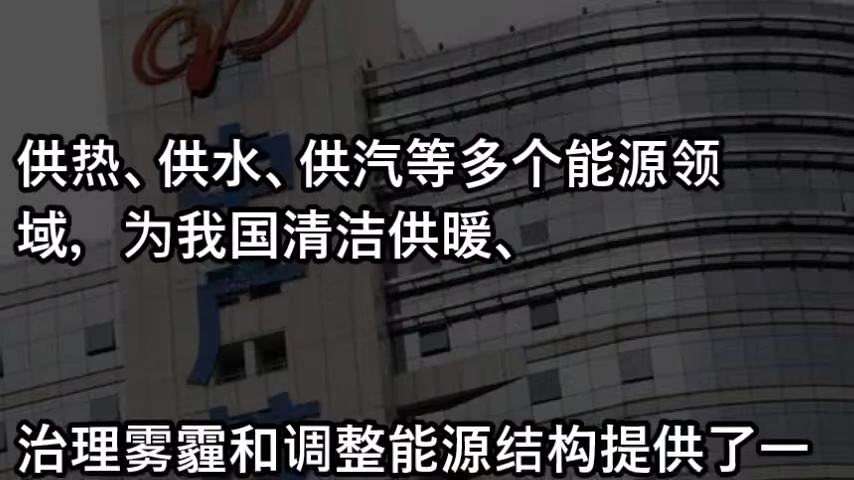 供热、供水、供汽等多个能源领
域，为我国清洁供暖、
治理雾霾和调整能源结构提供了一